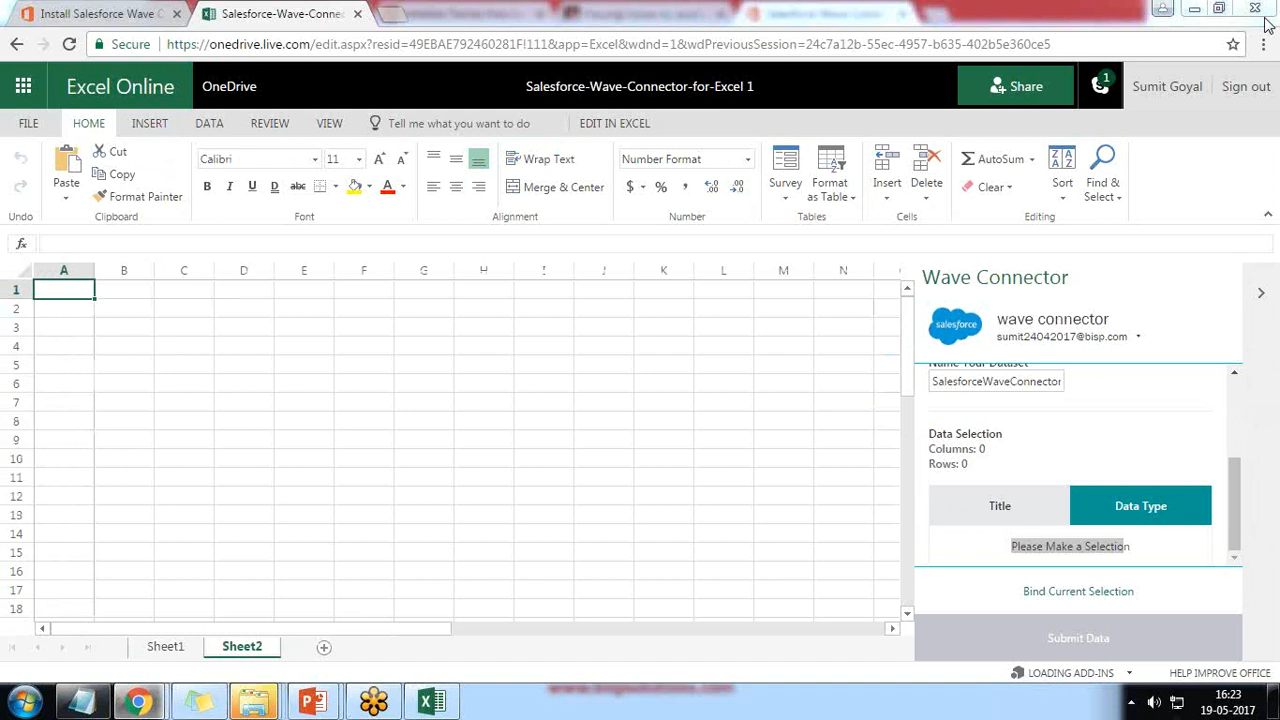 Install Salesforce Wave C
Salesforce-Wave-Conne
Secure https://onedrive.live.com/edit.aspx?resid=49EBAE792460281F!111&app=Excel&wdnd=1&wdPreviousSession=24c7a12b-55ec-4957-b635-402b5e360ce5
Excel Online OneDrive Salesforce-Wave-Connector-for-Excel 1 Share 1 Sumit Goyal Sign out
FILE HOME INSERT DATA REVIEW VIEW Tell me what you want to do EDIT IN EXCEL
Cut
Copy
Format Painter
Paste
Calibri 11
B I U D abc A
Wrap Text
Merge & Center
Number Format
$ % ,
Survey
Format as Table
Insert Delete
AutoSum
Clear
Sort
Find & Select
Undo Clipboard Font Alignment Number Tables Cells Editing
fx
A B C D E F G H I J K L M N
1
2
3
4
5
6
7
8
9
10
11
12
13
14
15
16
17
18
Wave Connector
salesforce
wave connector
sumit24042017@bisp.com
Name Your Dataset
SalesforceWaveConnector
Data Selection
Columns: 0
Rows: 0
Title Data Type
Please Make a Selection
Bind Current Selection
Submit Data
Sheet1 Sheet2
LOADING ADD-INS HELP IMPROVE OFFICE
16:23
19-05-2017